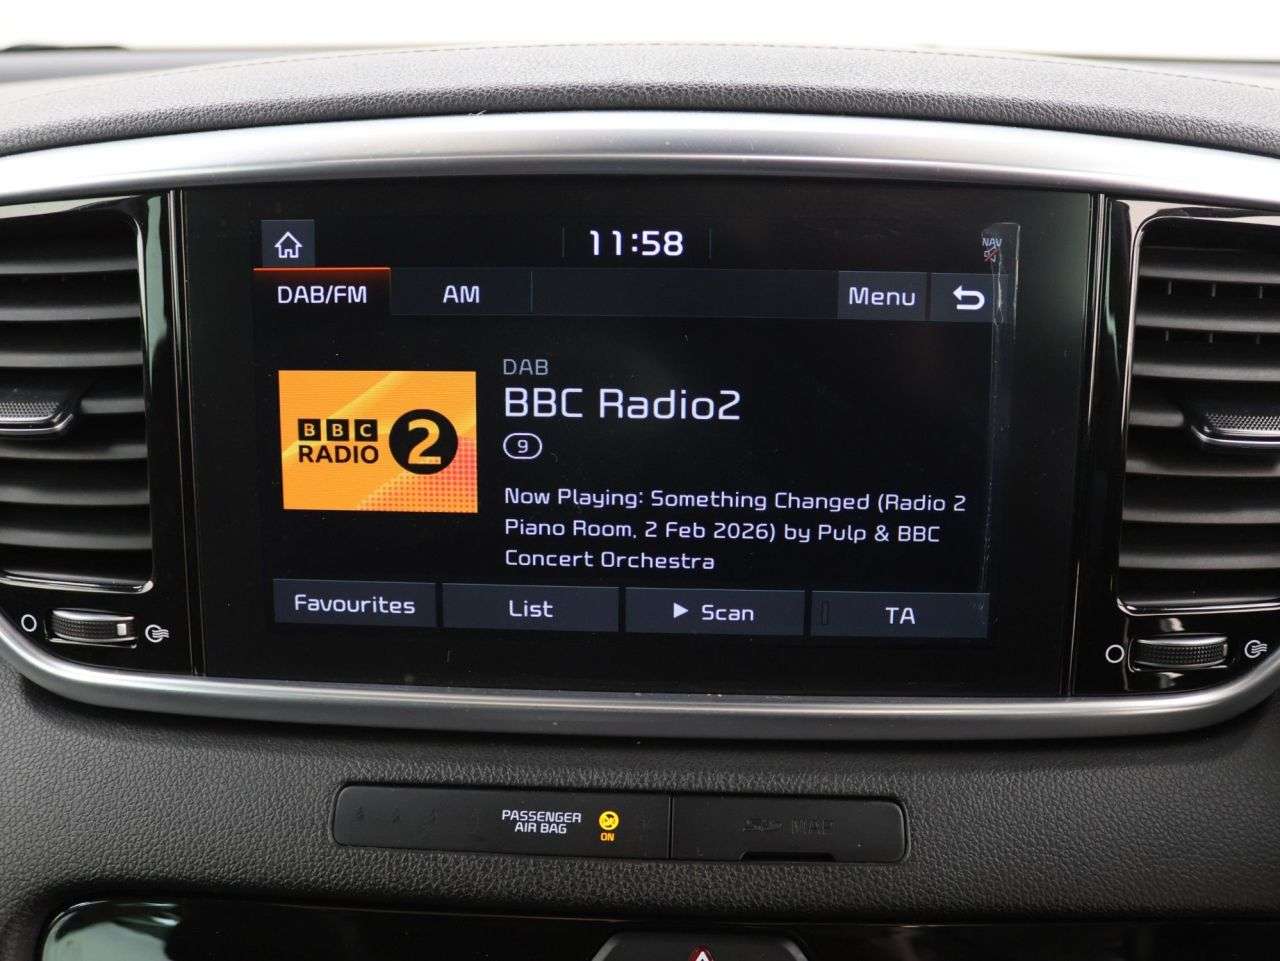 11:58
NAV
DAB/FM
AM
Menu
DAB
BBC Radio2
9
BBC
RADIO
2
Now Playing: Something Changed (Radio 2
Piano Room, 2 Feb 2026) by Pulp & BBC
Concert Orchestra
Favourites
List
Scan
TA
PASSENGER
AIR BAG
ON
MAP